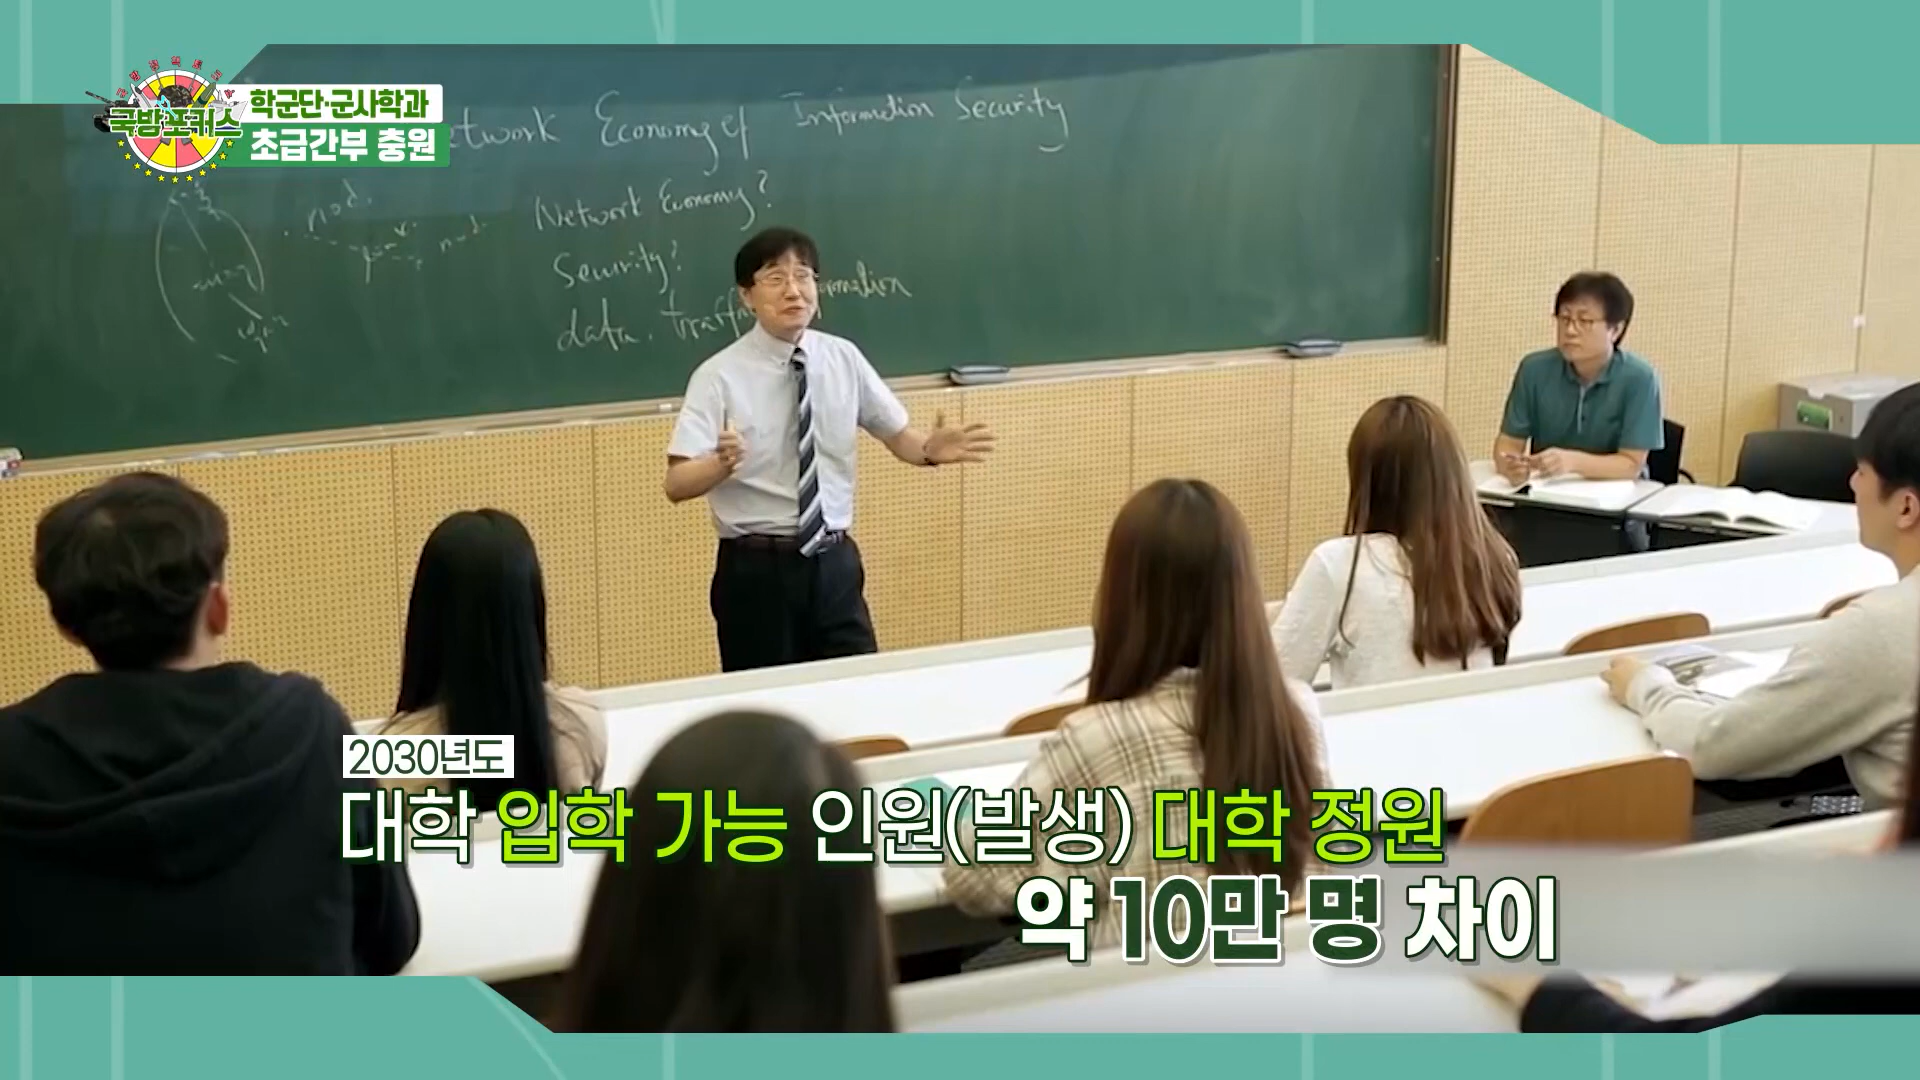 국방포커스
학군단·군사학과
초급간부 충원
etwork Economy of Information Security
Network Economy?
Security?
data, traffi
2030년도
대학 입학 가능 인원(발생) 대학 정원
약 10만 명 차이